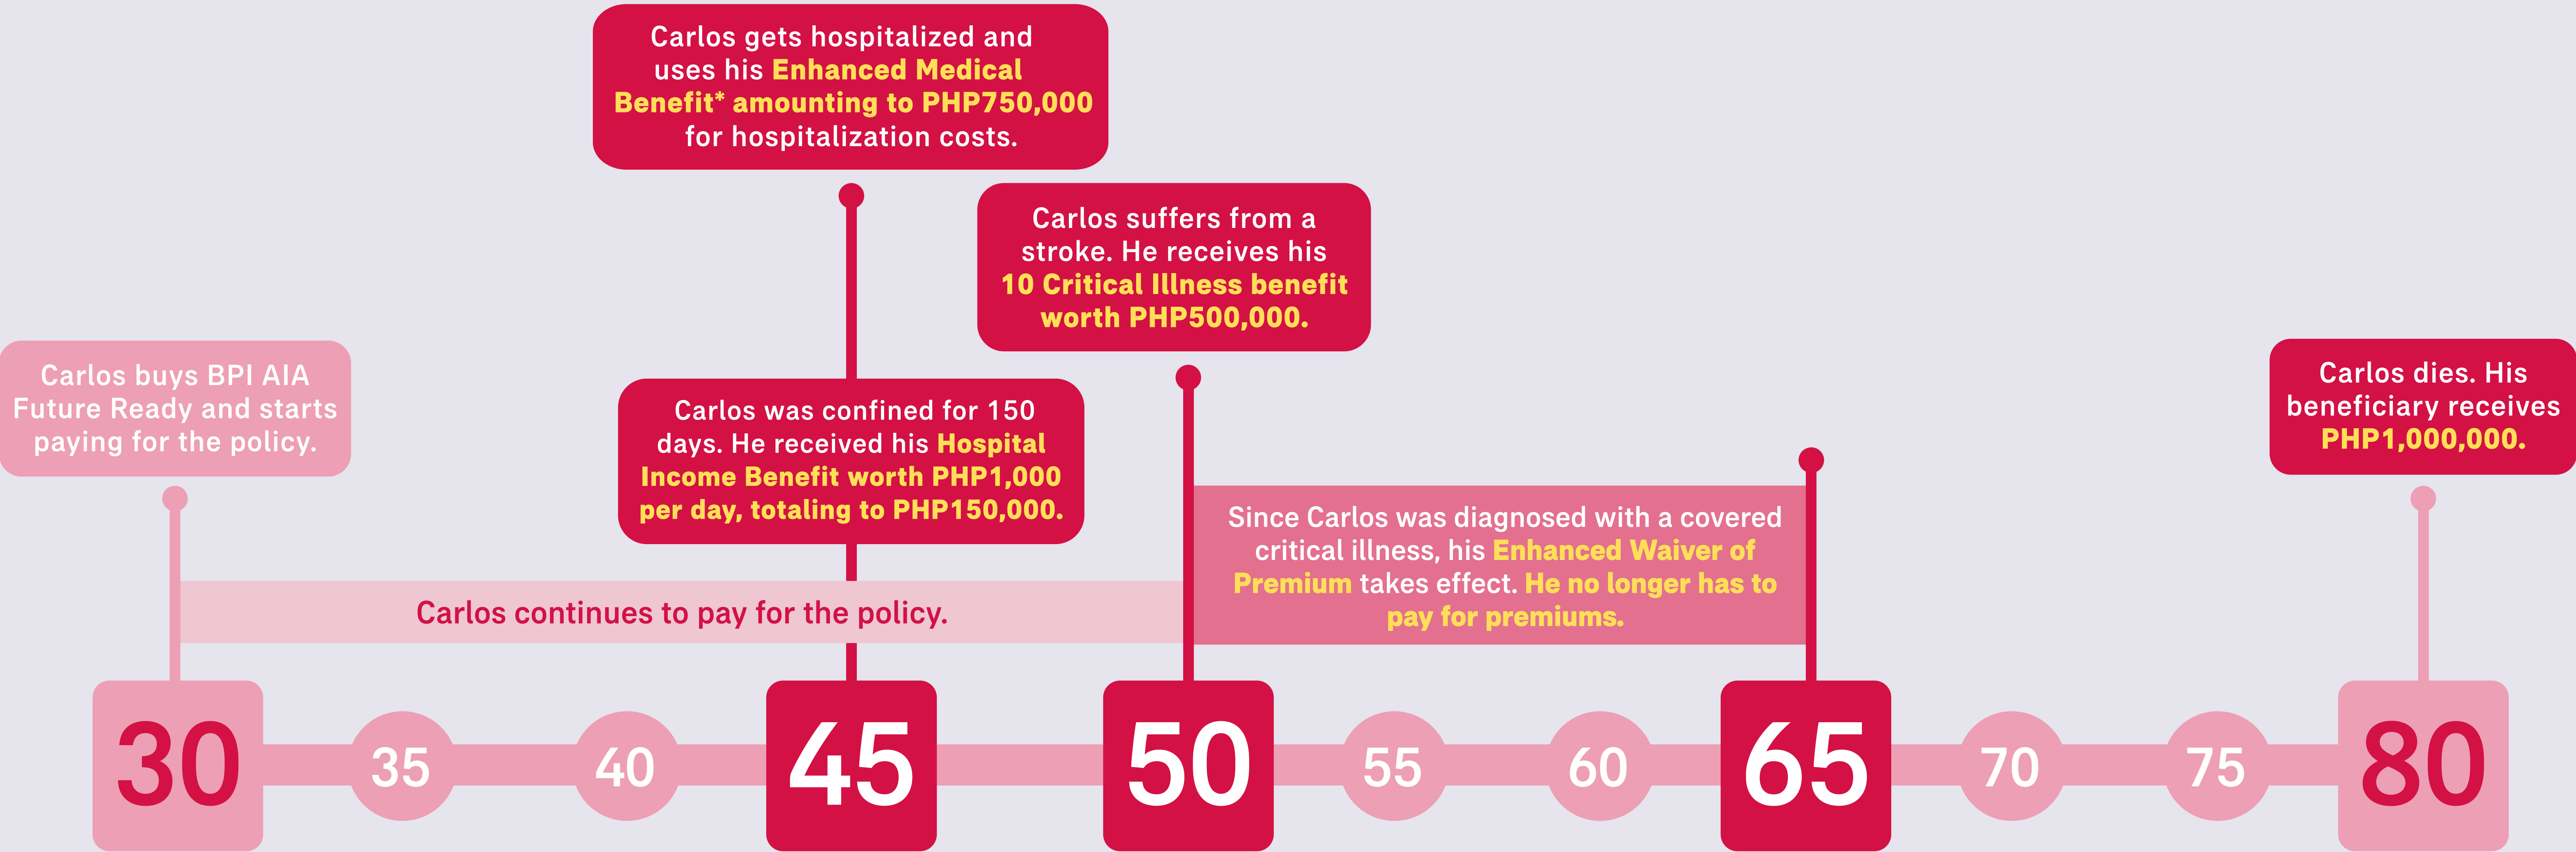 Carlos gets hospitalized and
uses his Enhanced Medical
Benefit* amounting to PHP750,000
for hospitalization costs.
Carlos suffers from a
stroke. He receives his
10 Critical Illness benefit
worth PHP500,000.
Carlos buys BPI AIA
Future Ready and starts
paying for the policy.
Carlos was confined for 150
days. He received his Hospital
Income Benefit worth PHP1,000
per day, totaling to PHP150,000.
Carlos dies. His
beneficiary receives
PHP1,000,000.
Since Carlos was diagnosed with a covered
critical illness, his Enhanced Waiver of
Premium takes effect. He no longer has to
pay for premiums.
Carlos continues to pay for the policy.
30 35 40 45 50 55 60 65 70 75 80